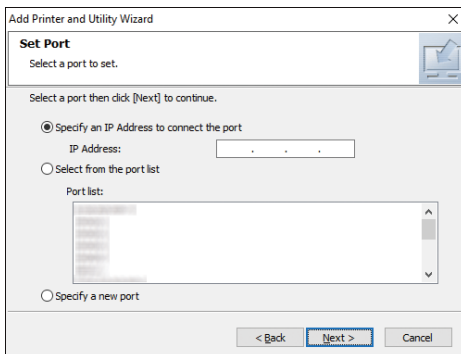 Add Printer and Utility Wizard
Set Port
Select a port to set.
Select a port then click [Next] to continue.
Specify an IP Address to connect the port
IP Address: . . .
Select from the port list
Port list:
Specify a new port
< Back Next > Cancel